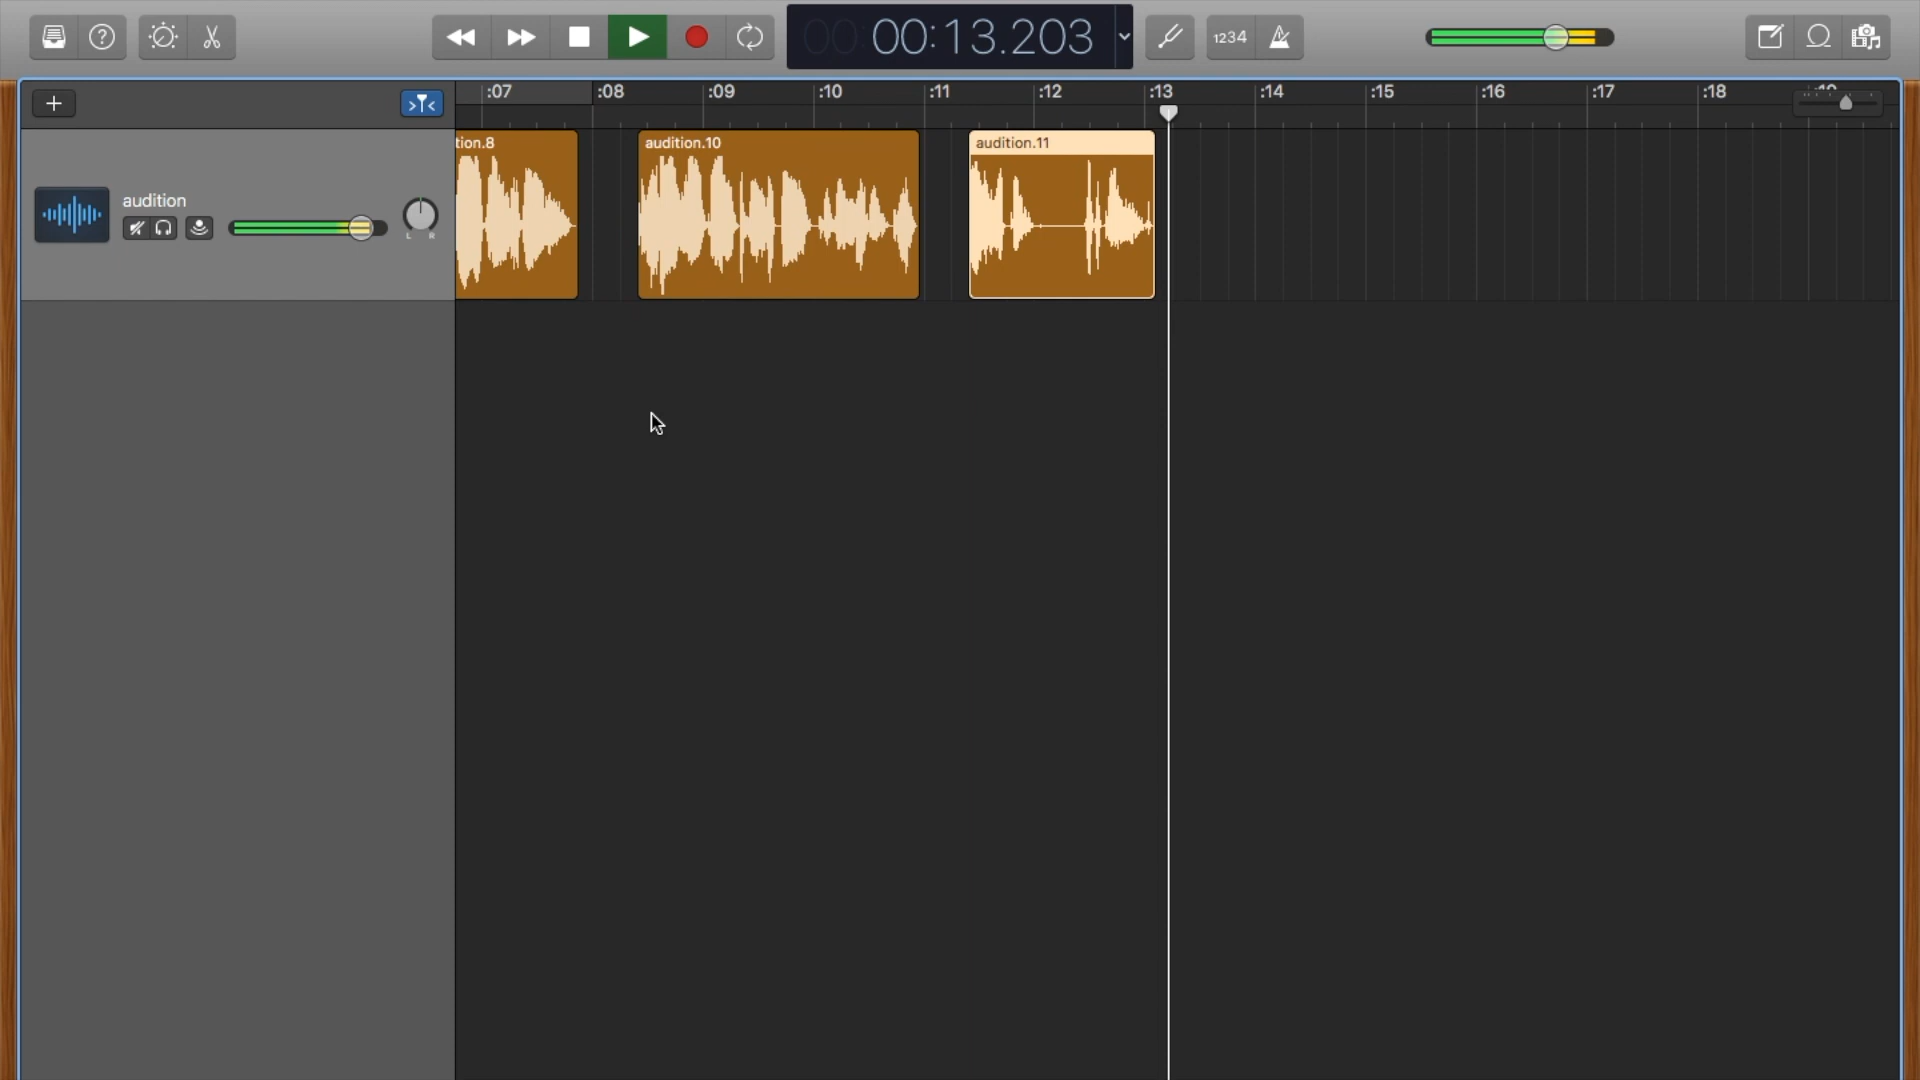 00 00:13.203
1234
:07 :08 :09 :10 :11 :12 :13 :14 :15 :16 :17 :18
tion.8
audition.10
audition.11
audition
L R